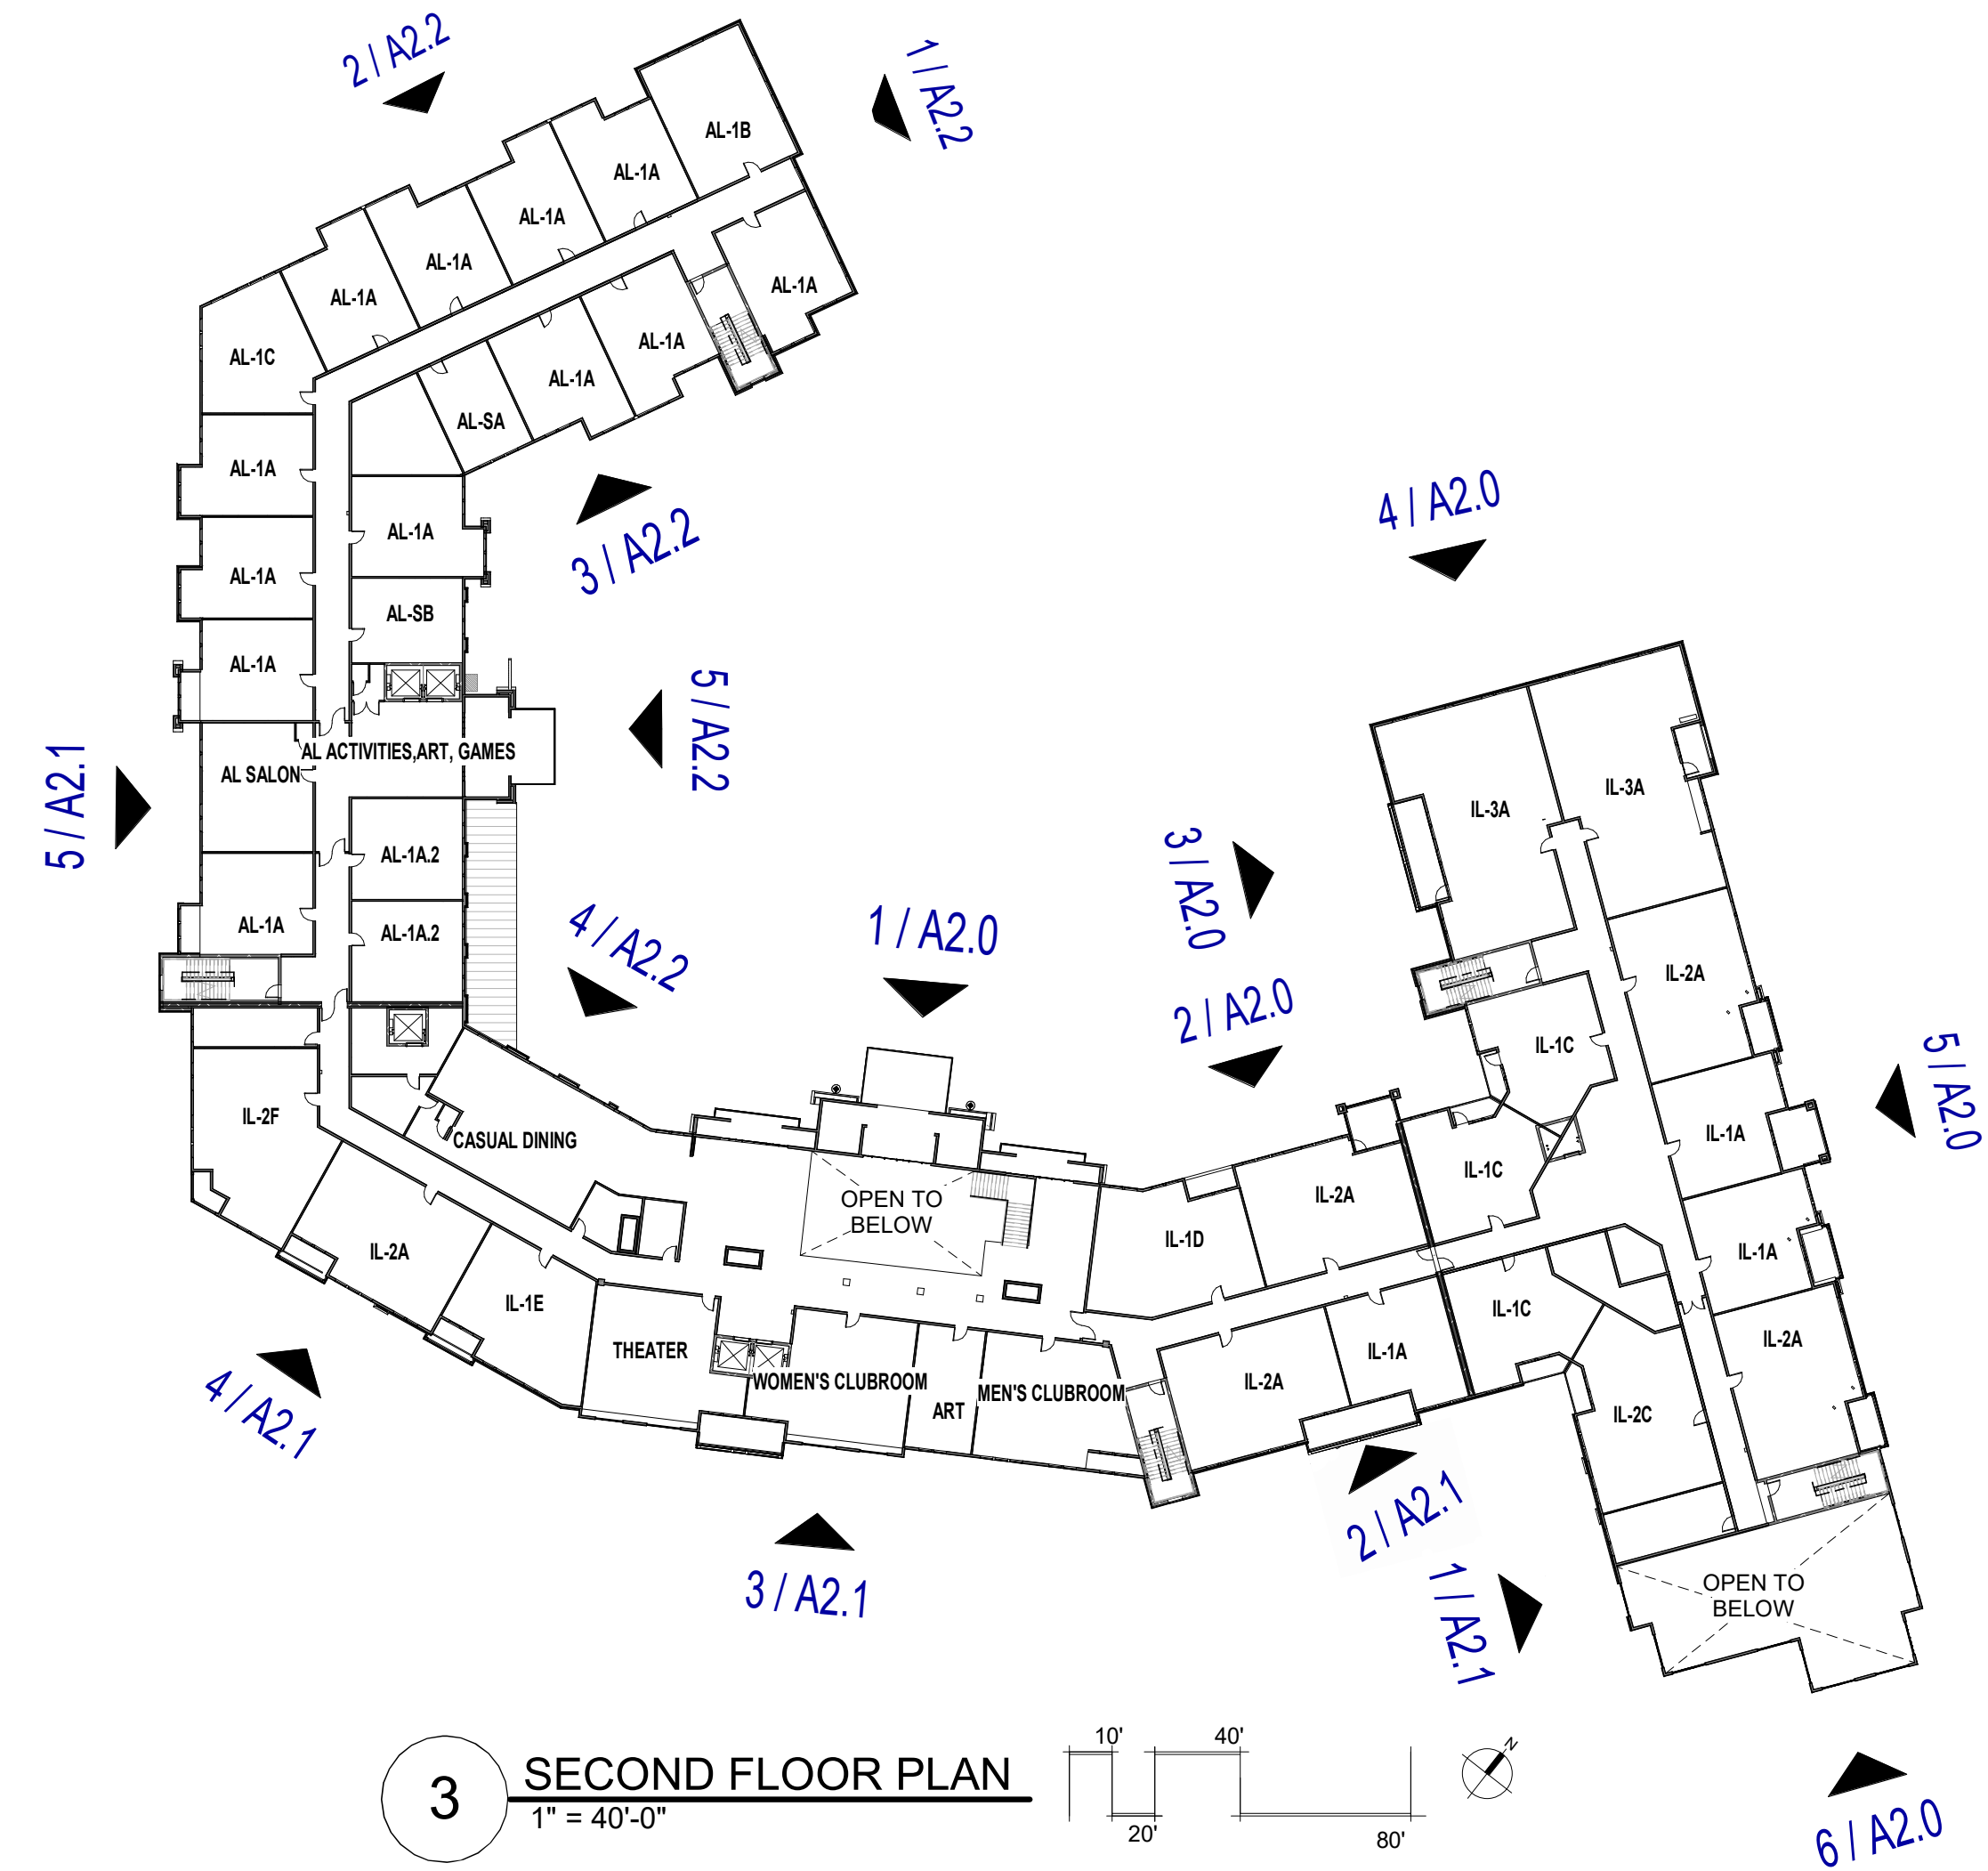 2 / A2.2
1 / A2.2
AL-1B
AL-1A
AL-1A
AL-1A
AL-1A
AL-1A
AL-1C
AL-1A
AL-1A
AL-SA
AL-1A
AL-1A
AL-1A
AL-SB
AL-1A
AL-1A
3 / A2.2
4 / A2.0
5 / A2.2
AL ACTIVITIES,ART, GAMES
AL SALON
5 / A2.1
AL-1A.2
AL-1A
AL-1A.2
4 / A2.2
1 / A2.0
3 / A2.0
2 / A2.0
IL-3A
IL-3A
IL-2A
IL-1C
5 / A2.0
IL-2F
CASUAL DINING
OPEN TO
BELOW
IL-1A
IL-1C
IL-2A
IL-1D
IL-2A
IL-1E
IL-1A
IL-1C
IL-2A
THEATER
WOMEN'S CLUBROOM
ART
MEN'S CLUBROOM
IL-2A
IL-1A
IL-2C
4 / A2.1
3 / A2.1
2 / A2.1
1 / A2.1
OPEN TO
BELOW
3
SECOND FLOOR PLAN
1" = 40'-0"
10'
40'
20'
80'
N
6 / A2.0